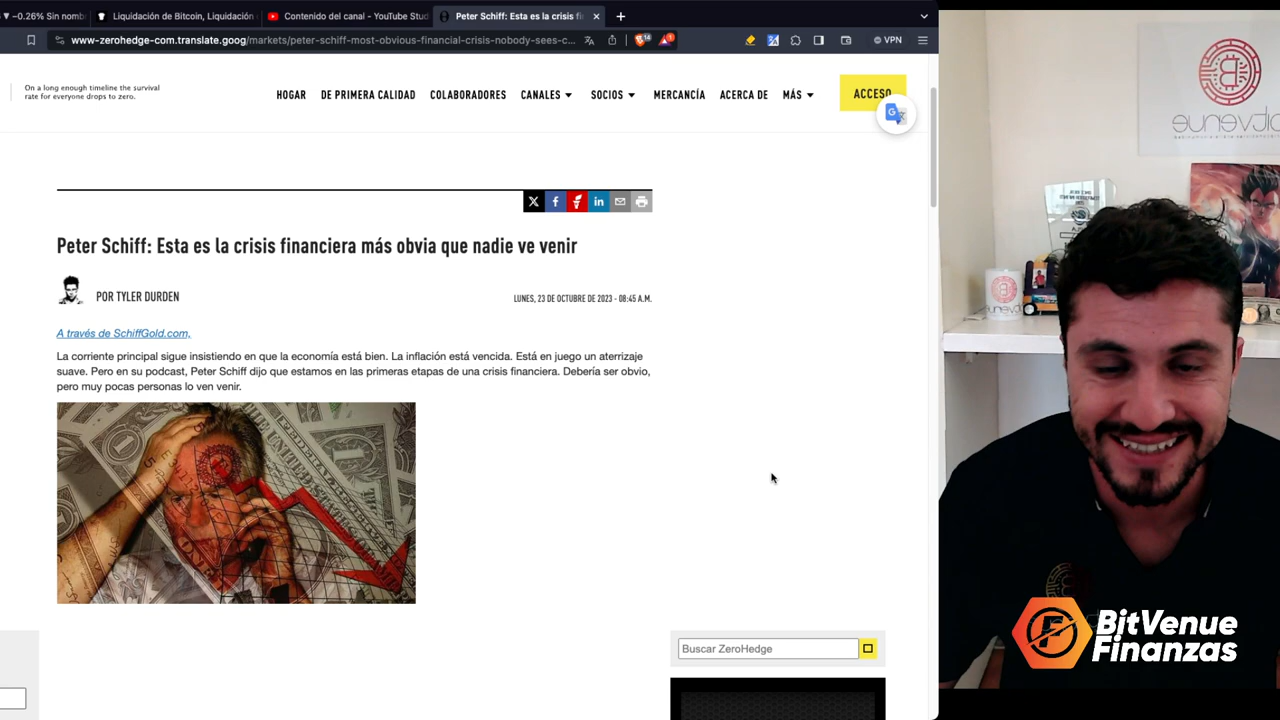 ▼ −0.26% Sin nomb
Liquidación de Bitcoin, Liquidación
Contenido del canal - YouTube Stud
Peter Schiff: Esta es la crisis fi
www-zerohedge-com.translate.goog/markets/peter-schiff-most-obvious-financial-crisis-nobody-sees-c...
14
1
VPN
On a long enough timeline the survival
rate for everyone drops to zero.
HOGAR
DE PRIMERA CALIDAD
COLABORADORES
CANALES
SOCIOS
MERCANCÍA
ACERCA DE
MÁS
ACCESO
Peter Schiff: Esta es la crisis financiera más obvia que nadie ve venir
POR TYLER DURDEN
LUNES, 23 DE OCTUBRE DE 2023 - 08:45 A.M.
A través de SchiffGold.com,
La corriente principal sigue insistiendo en que la economía está bien. La inflación está vencida. Está en juego un aterrizaje
suave. Pero en su podcast, Peter Schiff dijo que estamos en las primeras etapas de una crisis financiera. Debería ser obvio,
pero muy pocas personas lo ven venir.
Buscar ZeroHedge
bitvenue
BitVenue
Finanzas